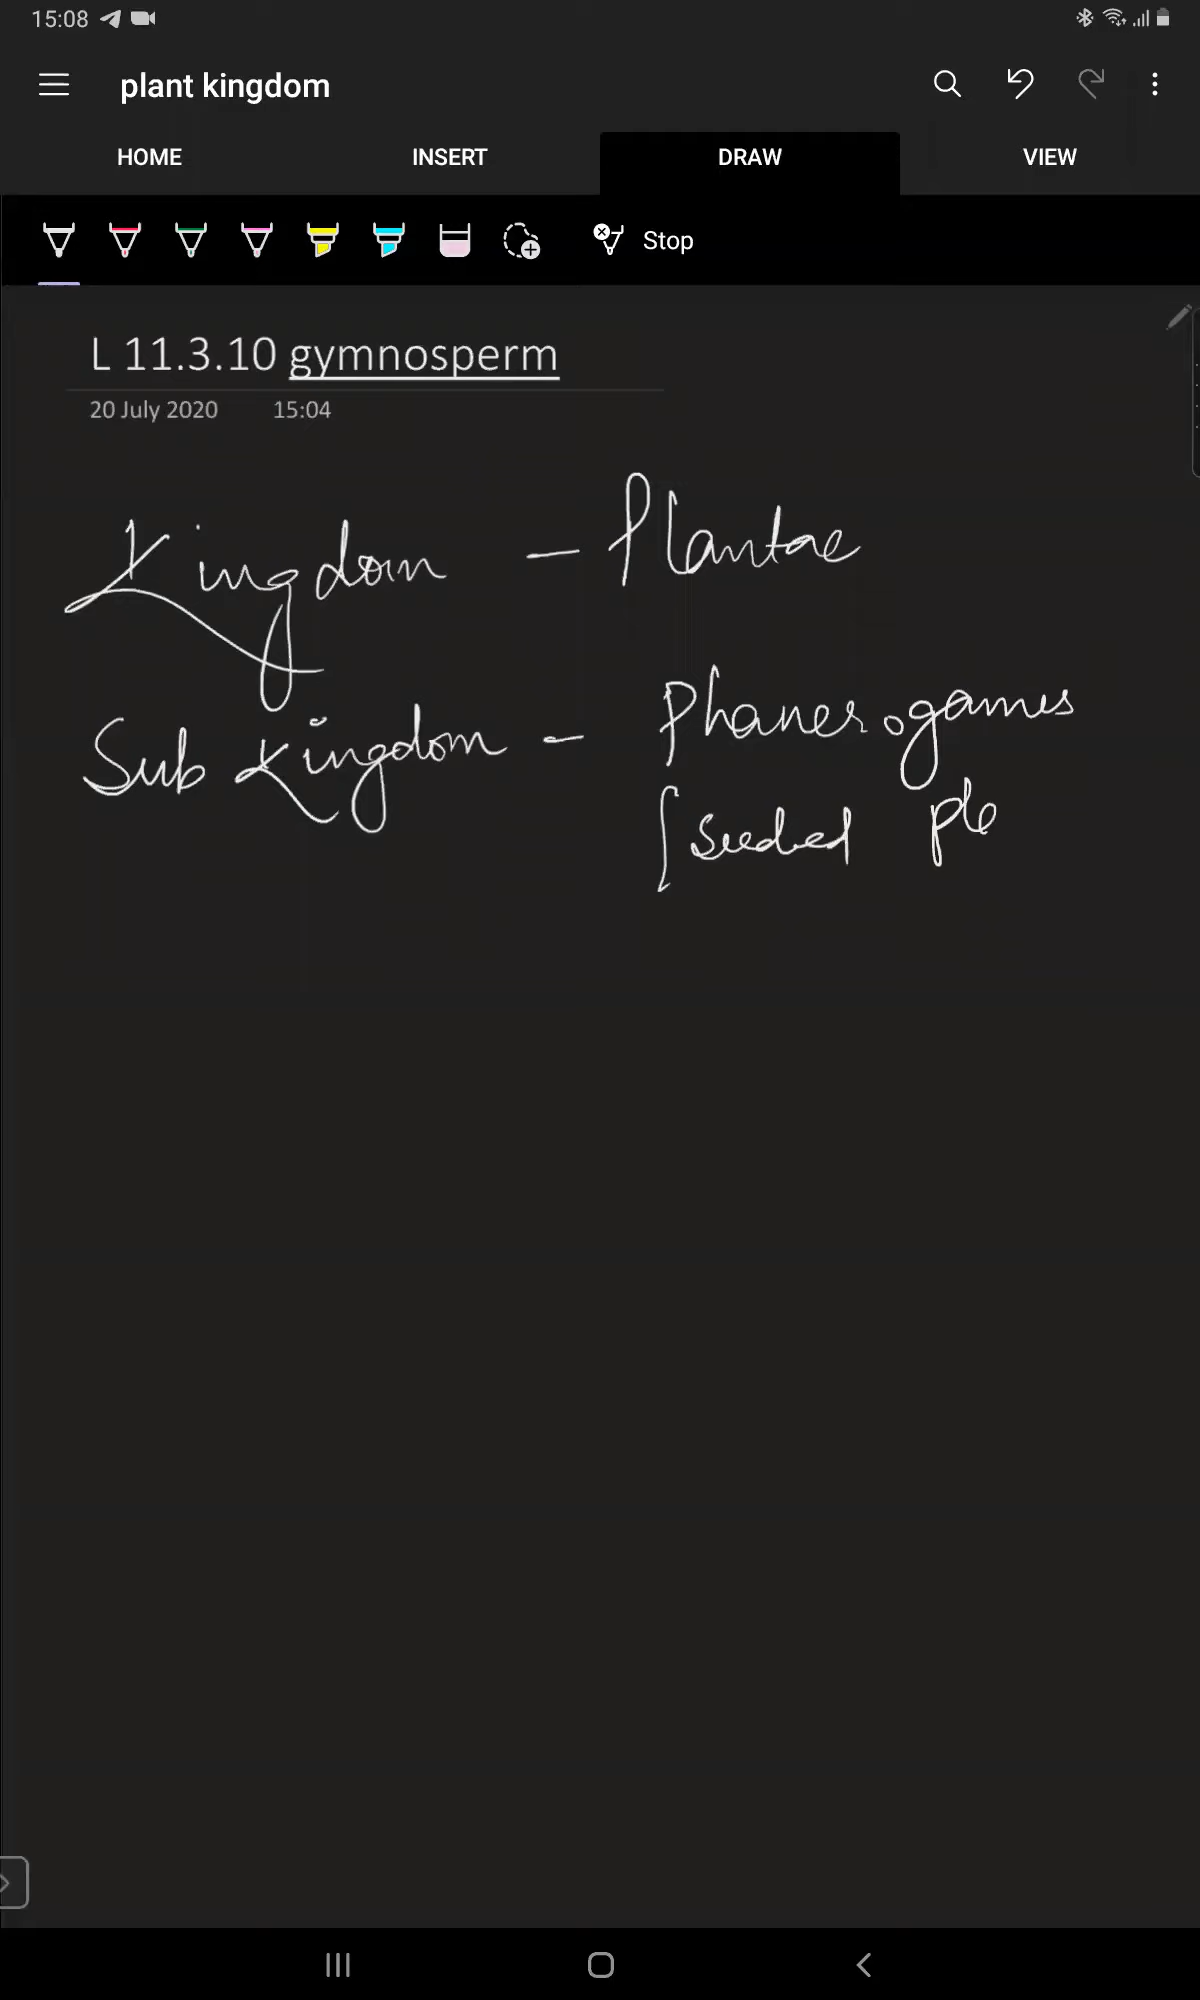 15:08
plant kingdom
HOME INSERT DRAW VIEW
Stop
L 11.3.10 gymnosperm
20 July 2020 15:04
Kingdom - Plantae
Sub Kingdom - Phanerogames
[ Seeded pla